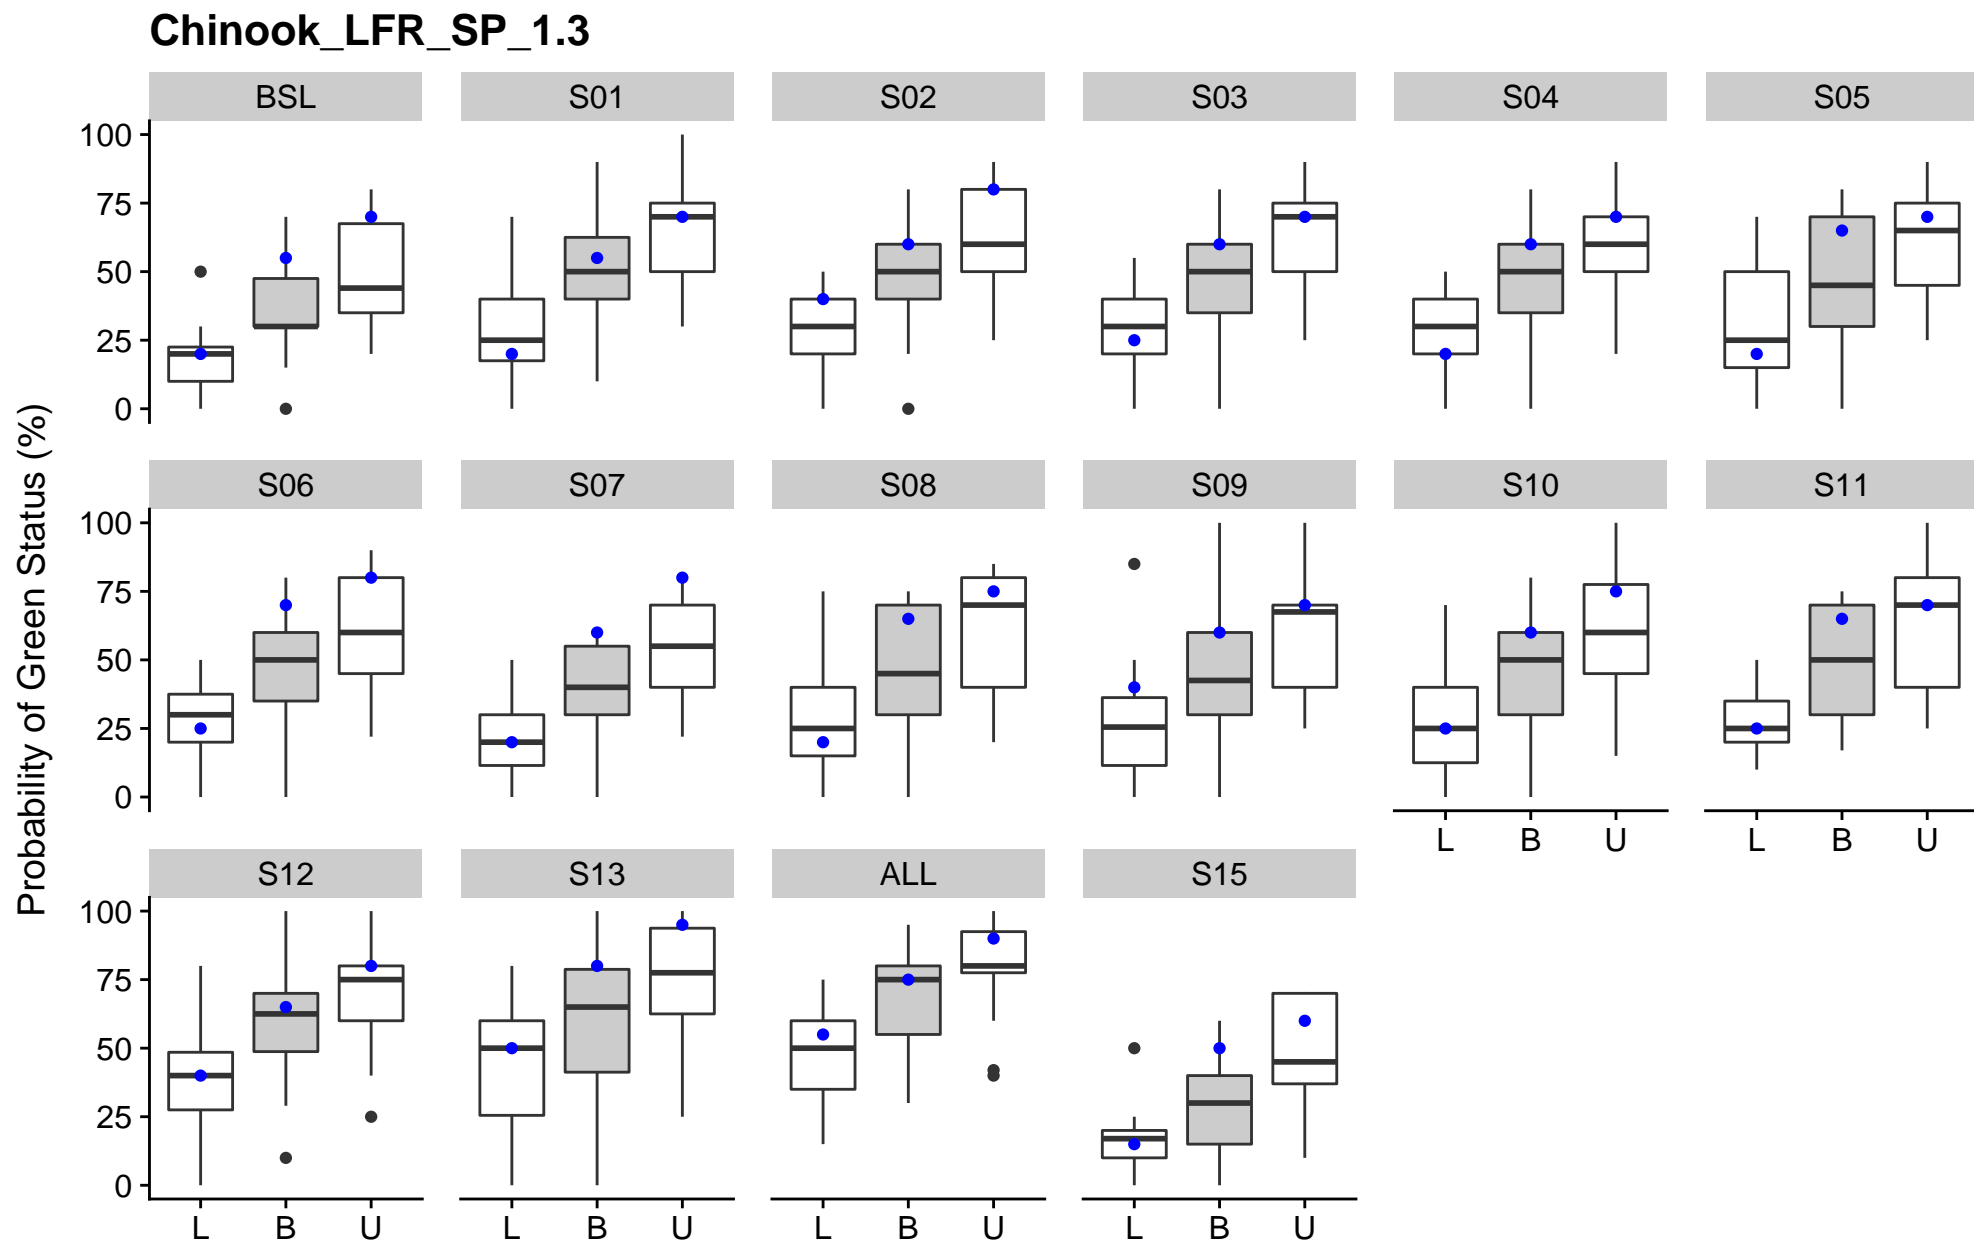 Chinook_LFR_SP_1.3
BSL S01 S02 S03 S04 S05
100
75
50
25
0
S06 S07 S08 S09 S10 S11
100
75
50
25
0
L B U L B U
S12 S13 ALL S15
100
75
50
25
0
L B U L B U L B U L B U
Probability of Green Status (%)